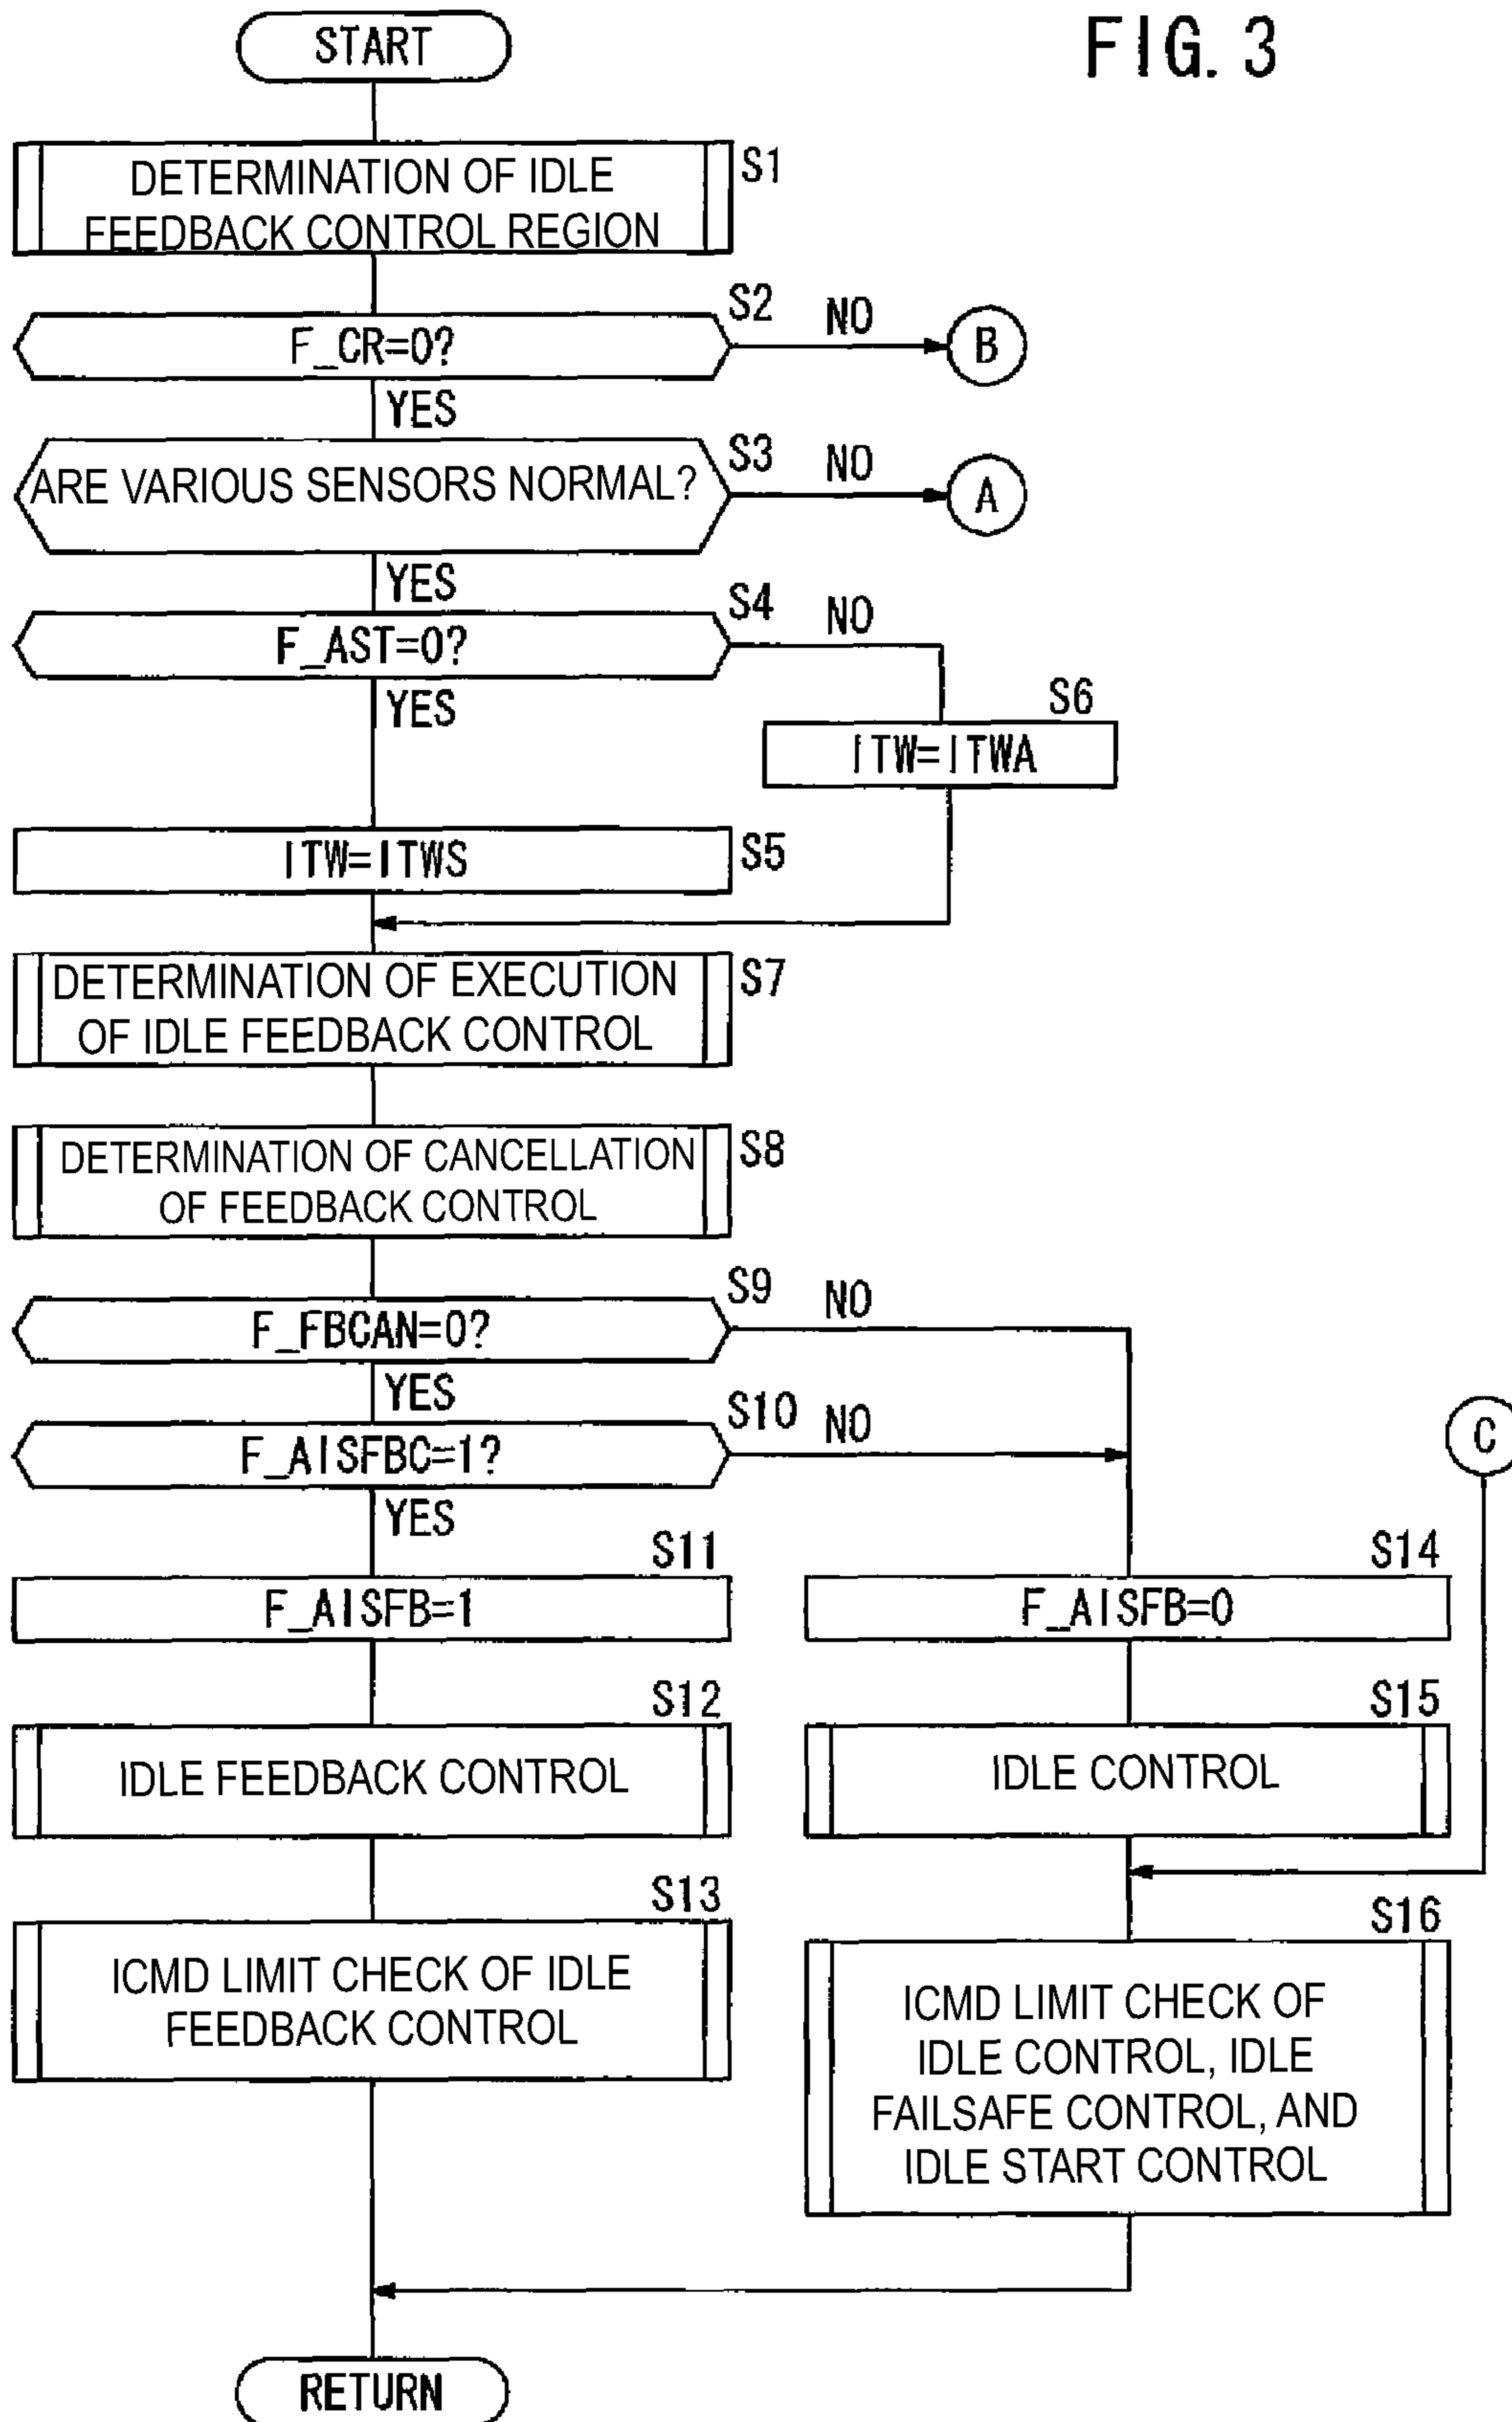 START
FIG. 3
DETERMINATION OF IDLE
FEEDBACK CONTROL REGION
S1
F_CR=0?
S2
NO
B
YES
ARE VARIOUS SENSORS NORMAL?
S3
NO
A
YES
F_AST=0?
S4
NO
YES
S6
ITW=ITWA
ITW=ITWS
S5
DETERMINATION OF EXECUTION
OF IDLE FEEDBACK CONTROL
S7
DETERMINATION OF CANCELLATION
OF FEEDBACK CONTROL
S8
F_FBCAN=0?
S9
NO
YES
F_AISFBC=1?
S10
NO
C
YES
S11
F_AISFB=1
S14
F_AISFB=0
S12
IDLE FEEDBACK CONTROL
S15
IDLE CONTROL
S13
ICMD LIMIT CHECK OF IDLE
FEEDBACK CONTROL
S16
ICMD LIMIT CHECK OF
IDLE CONTROL, IDLE
FAILSAFE CONTROL, AND
IDLE START CONTROL
RETURN